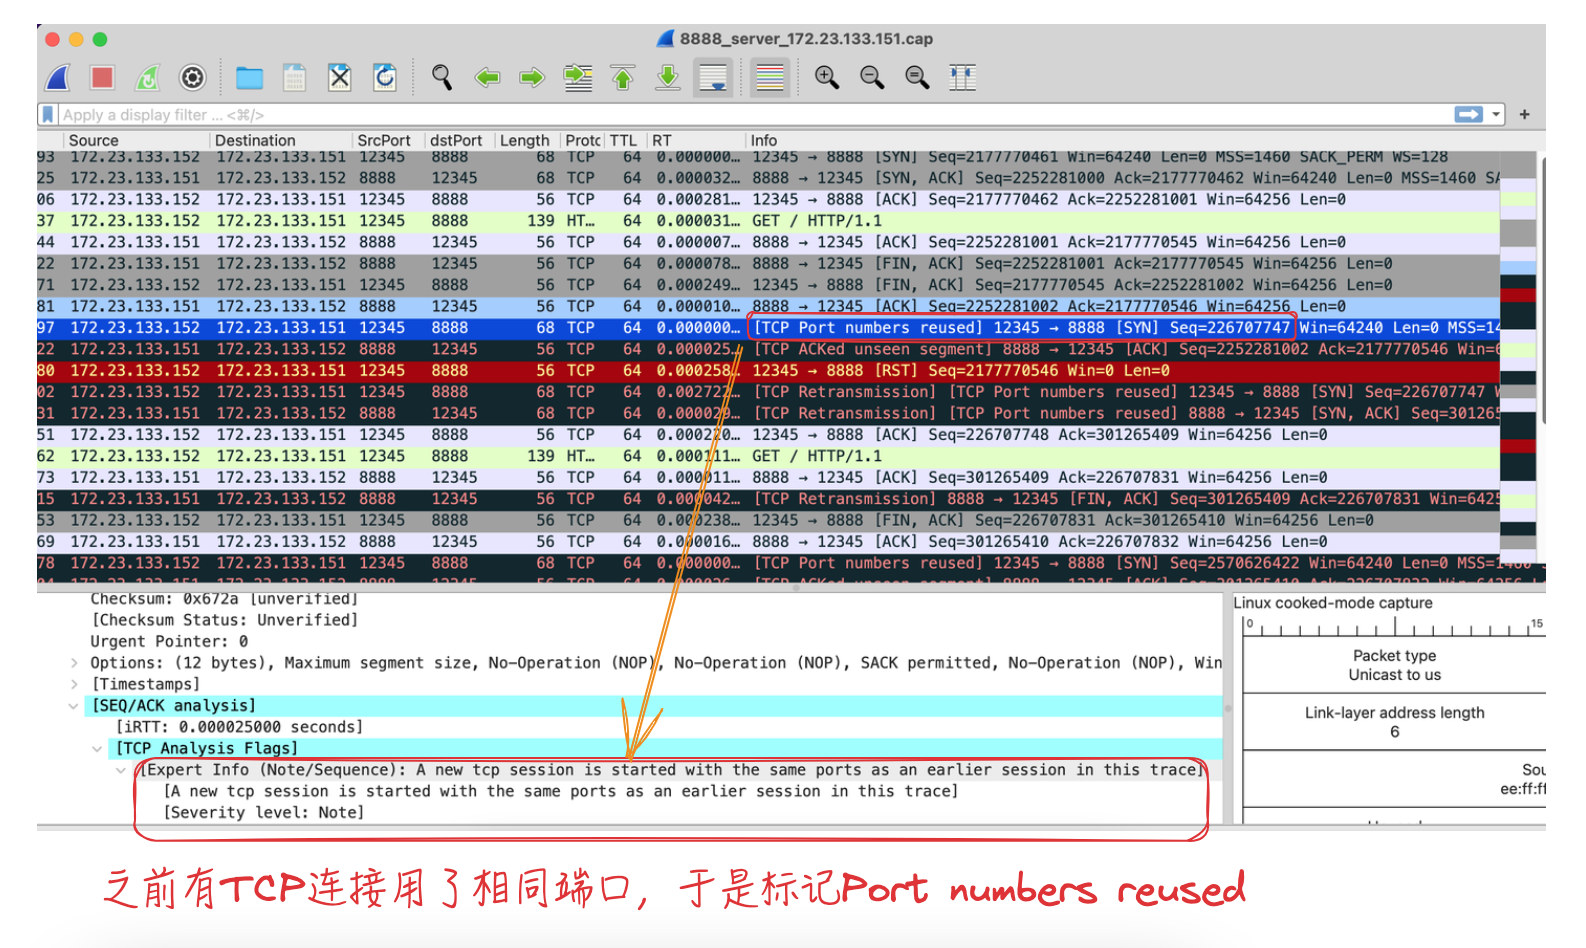 8888_server_172.23.133.151.cap
Apply a display filter ... <⌘/>
+
Source Destination SrcPort dstPort Length Protc TTL RT Info
93 172.23.133.152 172.23.133.151 12345 8888 68 TCP 64 0.000000… 12345 → 8888 [SYN] Seq=2177770461 Win=64240 Len=0 MSS=1460 SACK_PERM WS=128
25 172.23.133.151 172.23.133.152 8888 12345 68 TCP 64 0.000032… 8888 → 12345 [SYN, ACK] Seq=2252281000 Ack=2177770462 Win=64240 Len=0 MSS=1460 SA
06 172.23.133.152 172.23.133.151 12345 8888 56 TCP 64 0.000281… 12345 → 8888 [ACK] Seq=2177770462 Ack=2252281001 Win=64256 Len=0
37 172.23.133.152 172.23.133.151 12345 8888 139 HT… 64 0.000031… GET / HTTP/1.1
44 172.23.133.151 172.23.133.152 8888 12345 56 TCP 64 0.000007… 8888 → 12345 [ACK] Seq=2252281001 Ack=2177770545 Win=64256 Len=0
22 172.23.133.151 172.23.133.152 8888 12345 56 TCP 64 0.000078… 8888 → 12345 [FIN, ACK] Seq=2252281001 Ack=2177770545 Win=64256 Len=0
71 172.23.133.152 172.23.133.151 12345 8888 56 TCP 64 0.000249… 12345 → 8888 [FIN, ACK] Seq=2177770545 Ack=2252281002 Win=64256 Len=0
81 172.23.133.151 172.23.133.152 8888 12345 56 TCP 64 0.000010… 8888 → 12345 [ACK] Seq=2252281002 Ack=2177770546 Win=64256 Len=0
97 172.23.133.152 172.23.133.151 12345 8888 68 TCP 64 0.000000… [TCP Port numbers reused] 12345 → 8888 [SYN] Seq=226707747 Win=64240 Len=0 MSS=14
22 172.23.133.151 172.23.133.152 8888 12345 56 TCP 64 0.000025… [TCP ACKed unseen segment] 8888 → 12345 [ACK] Seq=2252281002 Ack=2177770546 Win=6
80 172.23.133.152 172.23.133.151 12345 8888 56 TCP 64 0.000258… 12345 → 8888 [RST] Seq=2177770546 Win=0 Len=0
02 172.23.133.152 172.23.133.151 12345 8888 68 TCP 64 0.002727… [TCP Retransmission] [TCP Port numbers reused] 12345 → 8888 [SYN] Seq=226707747 W
31 172.23.133.151 172.23.133.152 8888 12345 68 TCP 64 0.000029… [TCP Retransmission] [TCP Port numbers reused] 8888 → 12345 [SYN, ACK] Seq=301265
51 172.23.133.152 172.23.133.151 12345 8888 56 TCP 64 0.000220… 12345 → 8888 [ACK] Seq=226707748 Ack=301265409 Win=64256 Len=0
62 172.23.133.152 172.23.133.151 12345 8888 139 HT… 64 0.000111… GET / HTTP/1.1
73 172.23.133.151 172.23.133.152 8888 12345 56 TCP 64 0.000011… 8888 → 12345 [ACK] Seq=301265409 Ack=226707831 Win=64256 Len=0
15 172.23.133.151 172.23.133.152 8888 12345 56 TCP 64 0.000042… [TCP Retransmission] 8888 → 12345 [FIN, ACK] Seq=301265409 Ack=226707831 Win=6425
53 172.23.133.152 172.23.133.151 12345 8888 56 TCP 64 0.000238… 12345 → 8888 [FIN, ACK] Seq=226707831 Ack=301265410 Win=64256 Len=0
69 172.23.133.151 172.23.133.152 8888 12345 56 TCP 64 0.000016… 8888 → 12345 [ACK] Seq=301265410 Ack=226707832 Win=64256 Len=0
78 172.23.133.152 172.23.133.151 12345 8888 68 TCP 64 0.000000… [TCP Port numbers reused] 12345 → 8888 [SYN] Seq=2570626422 Win=64240 Len=0 MSS=1460 S
Checksum: 0x672a [unverified]
[Checksum Status: Unverified]
Urgent Pointer: 0
Options: (12 bytes), Maximum segment size, No-Operation (NOP), No-Operation (NOP), SACK permitted, No-Operation (NOP), Win
[Timestamps]
[SEQ/ACK analysis]
[iRTT: 0.000025000 seconds]
[TCP Analysis Flags]
[Expert Info (Note/Sequence): A new tcp session is started with the same ports as an earlier session in this trace]
[A new tcp session is started with the same ports as an earlier session in this trace]
[Severity level: Note]
Linux cooked-mode capture
0 15
Packet type
Unicast to us
Link-layer address length
6
Sou
ee:ff:ff
之前有TCP连接用了相同端口, 于是标记Port numbers reused